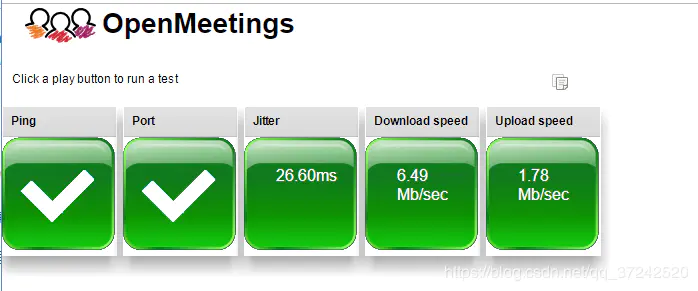 OpenMeetings
Click a play button to run a test
Ping
Port
Jitter
Download speed
Upload speed
26.60ms
6.49
Mb/sec
1.78
Mb/sec
https://blog.csdn.net/qq_37242520